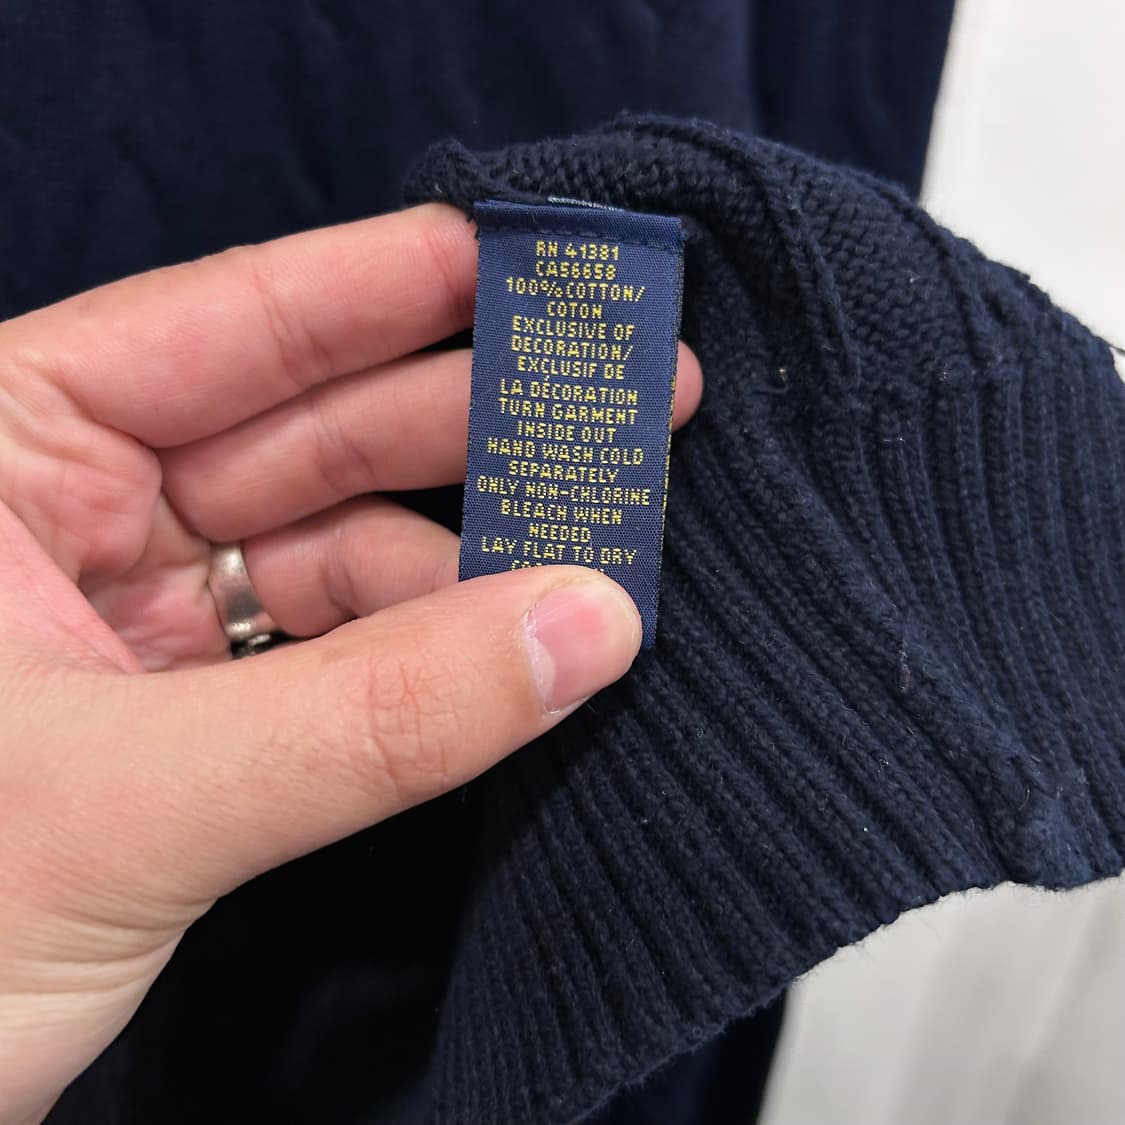 RN 41381
CA56658
100%COTTON/
COTON
EXCLUSIVE OF
DECORATION/
EXCLUSIF DE
LA DÉCORATION
TURN GARMENT
INSIDE OUT
HAND WASH COLD
SEPARATELY
ONLY NON-CHLORINE
BLEACH WHEN
NEEDED
LAY FLAT TO DRY